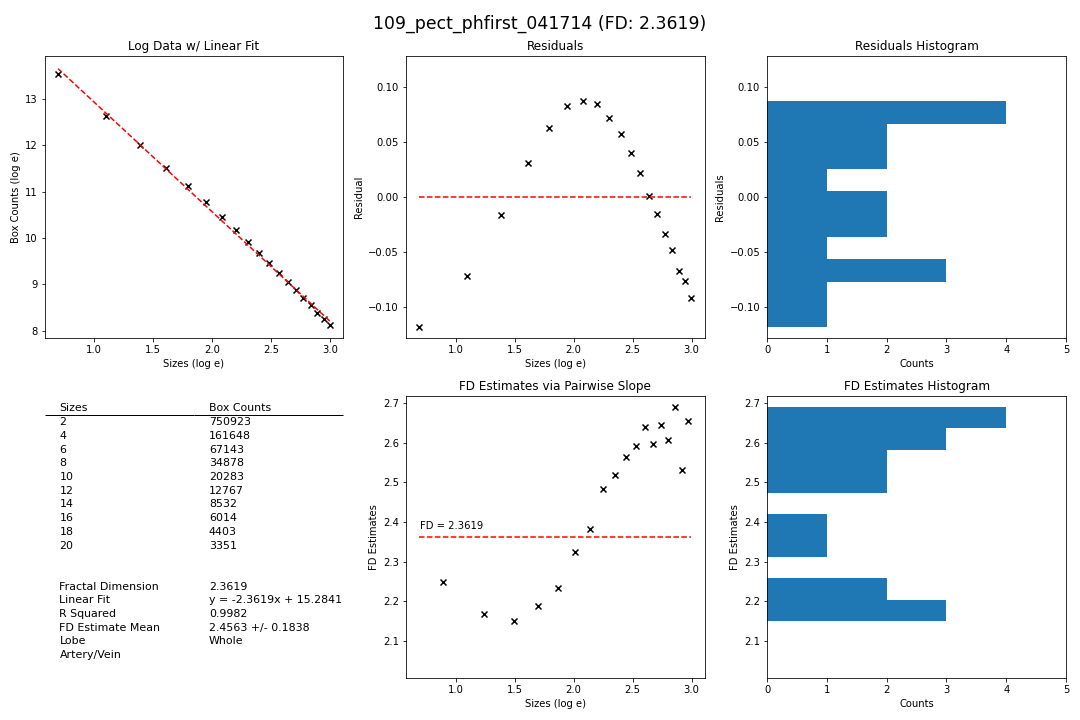 109_pect_phfirst_041714 (FD: 2.3619)
Log Data w/ Linear Fit
Box Counts (log e)
13
12
11
10
9
8
1.0 1.5 2.0 2.5 3.0
Sizes (log e)
Residuals
Residual
0.10
0.05
0.00
−0.05
−0.10
1.0 1.5 2.0 2.5 3.0
Sizes (log e)
Residuals Histogram
Residuals
0.10
0.05
0.00
−0.05
−0.10
0 1 2 3 4 5
Counts
Sizes Box Counts
2 750923
4 161648
6 67143
8 34878
10 20283
12 12767
14 8532
16 6014
18 4403
20 3351
Fractal Dimension 2.3619
Linear Fit y = -2.3619x + 15.2841
R Squared 0.9982
FD Estimate Mean 2.4563 +/- 0.1838
Lobe Whole
Artery/Vein
FD Estimates via Pairwise Slope
FD Estimates
2.7
2.6
2.5
2.4
2.3
2.2
2.1
FD = 2.3619
1.0 1.5 2.0 2.5 3.0
Sizes (log e)
FD Estimates Histogram
FD Estimates
2.7
2.6
2.5
2.4
2.3
2.2
2.1
0 1 2 3 4 5
Counts